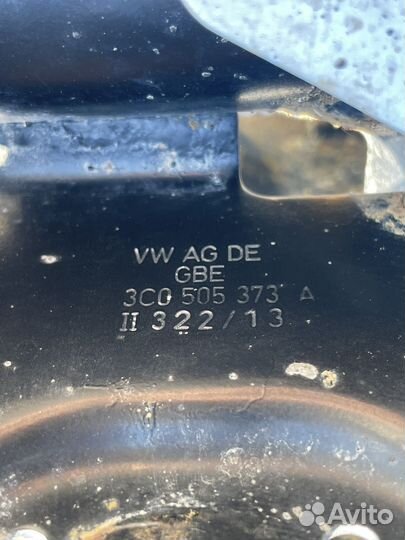 VW AG DE
GBE
3C0 505 373 A
II 322/13
Avito